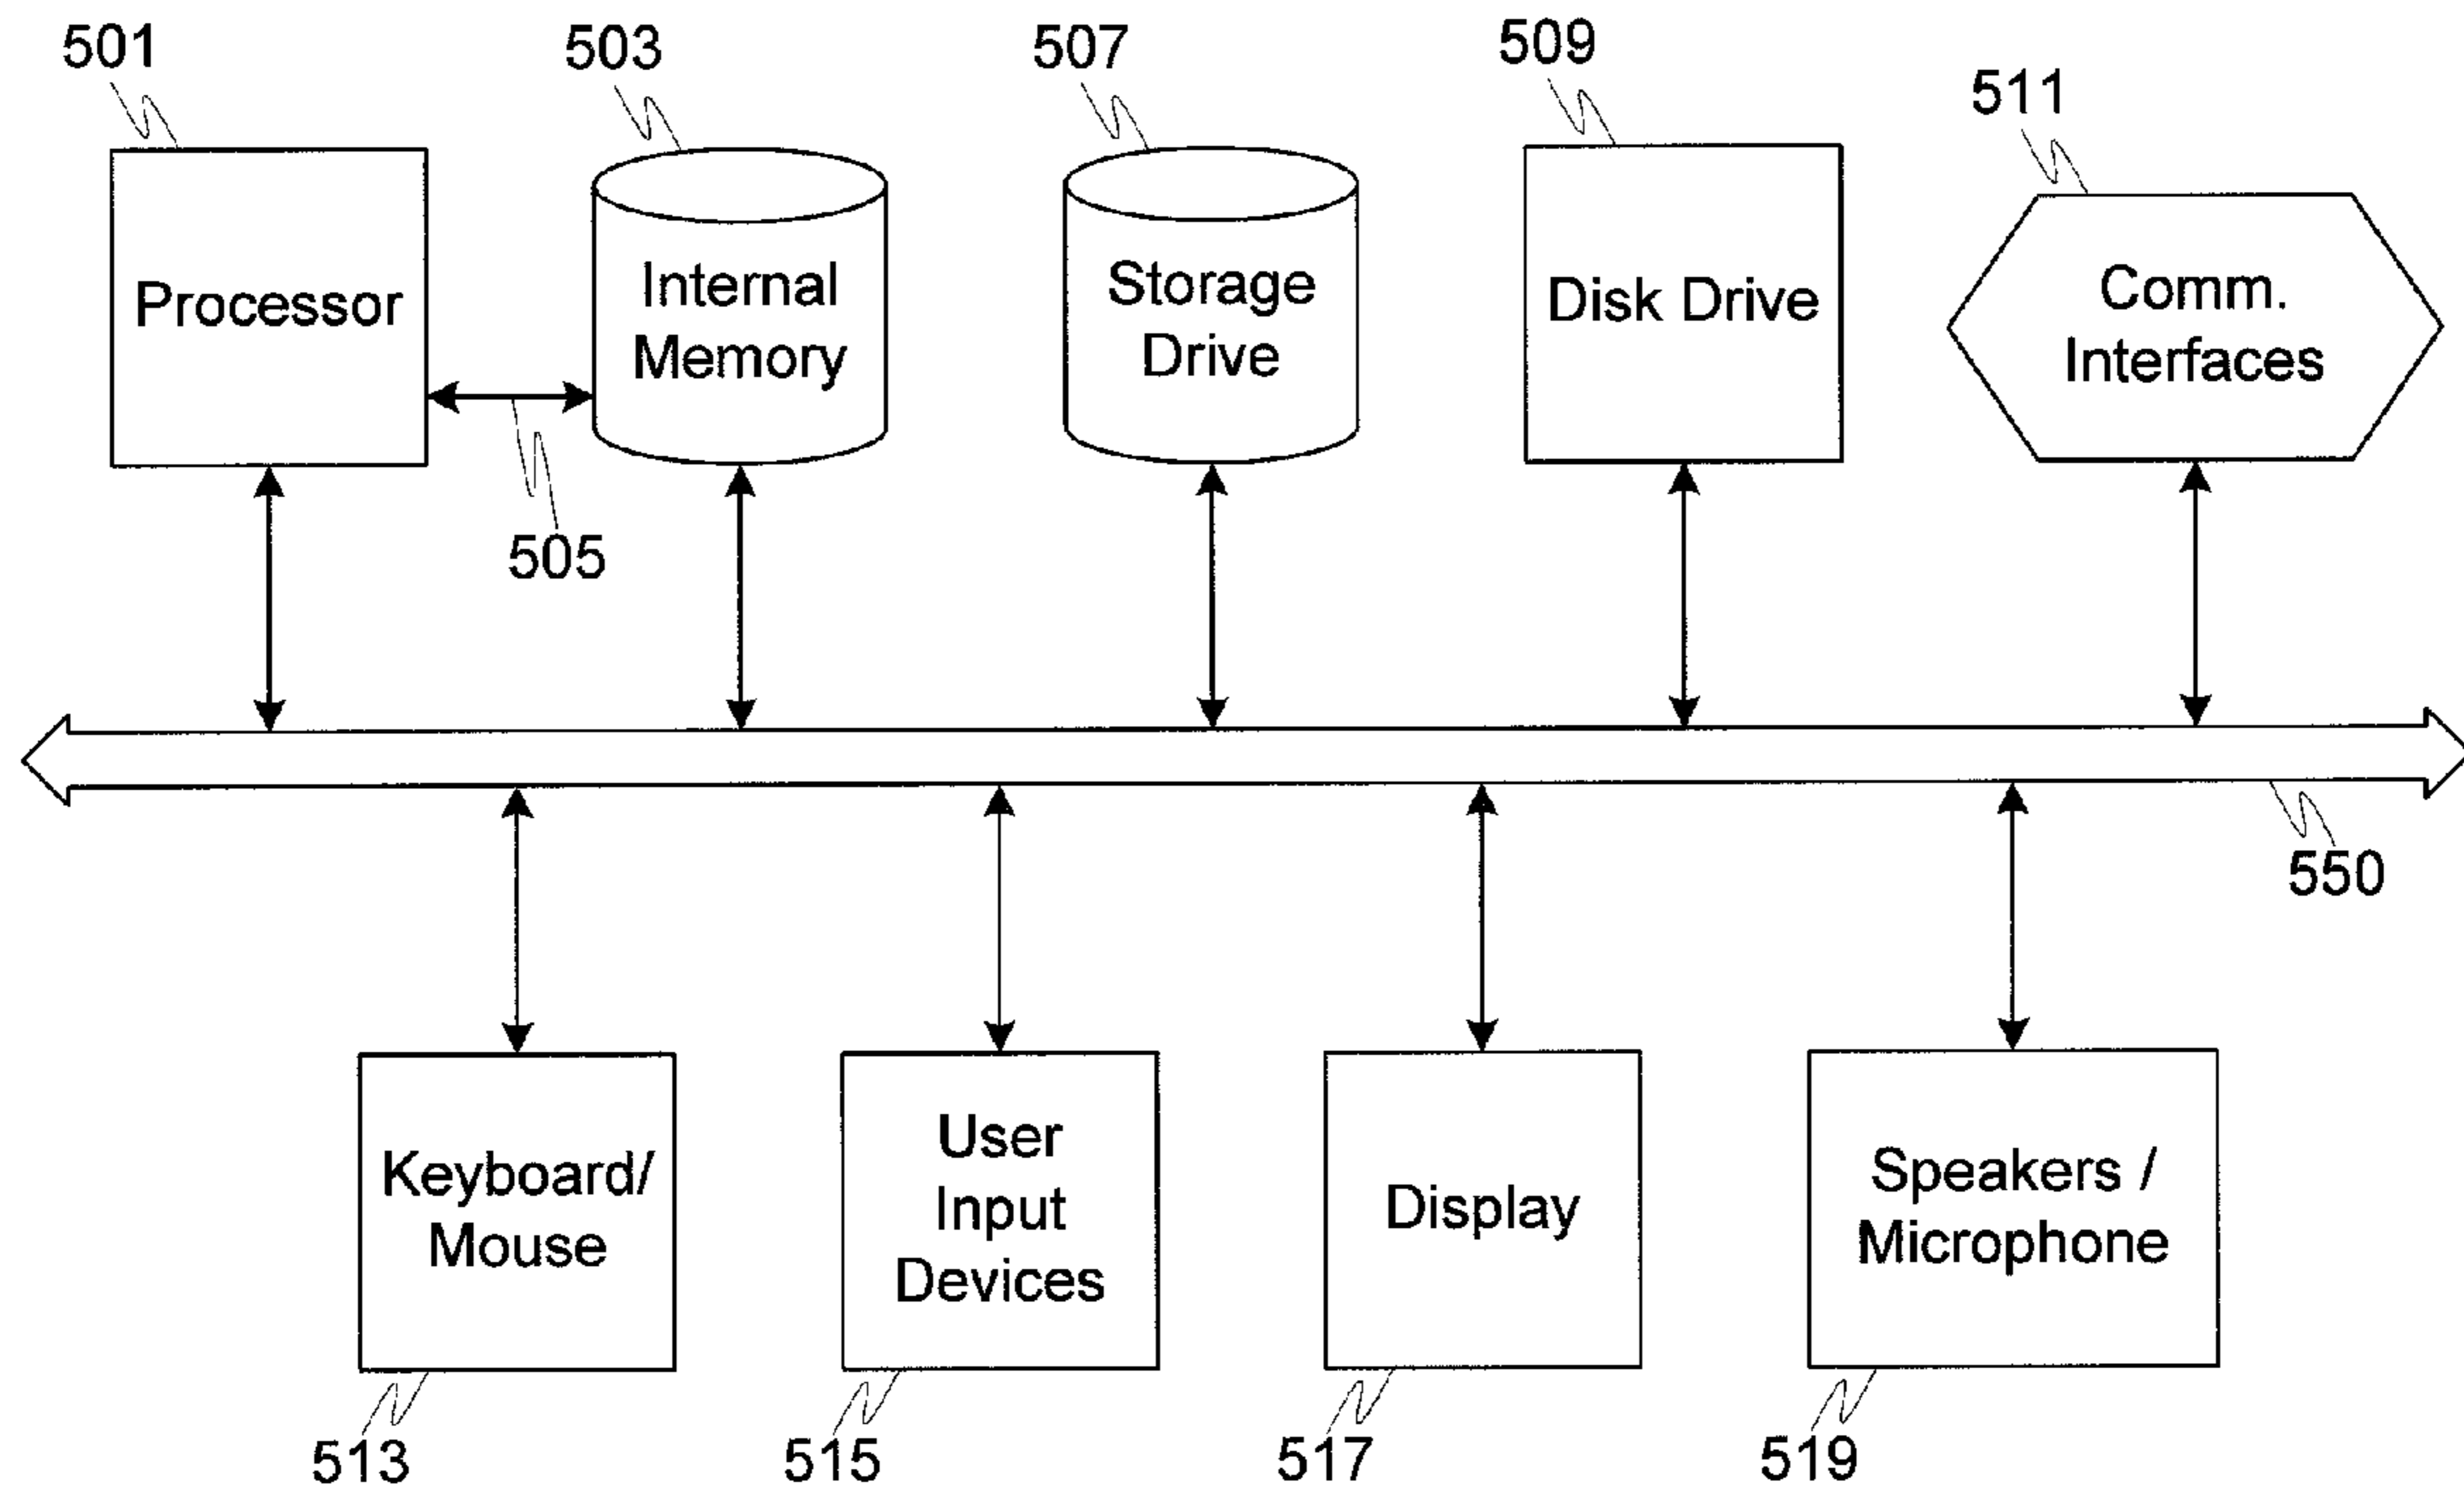 501
503
507
509
511
Processor
Internal
Memory
Storage
Drive
Disk Drive
Comm.
Interfaces
505
550
Keyboard/
Mouse
User
Input
Devices
Display
Speakers /
Microphone
513
515
517
519